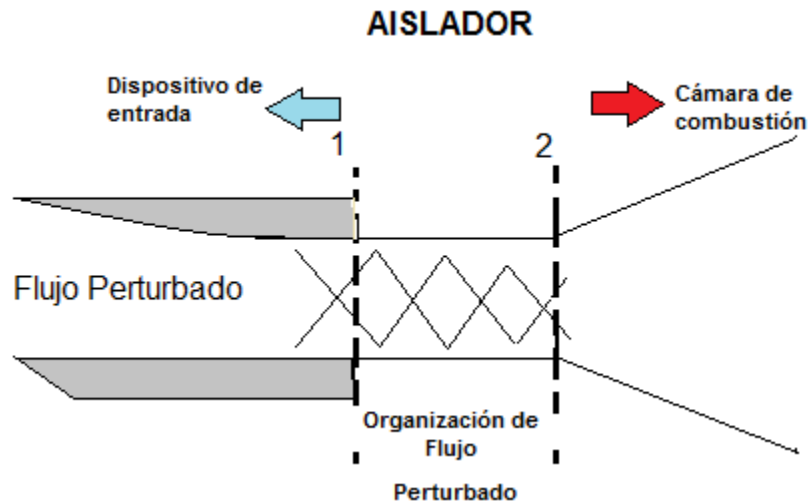 AISLADOR
Dispositivo de
entrada
Cámara de
combustión
1
2
Flujo Perturbado
Organización de
Flujo
Perturbado